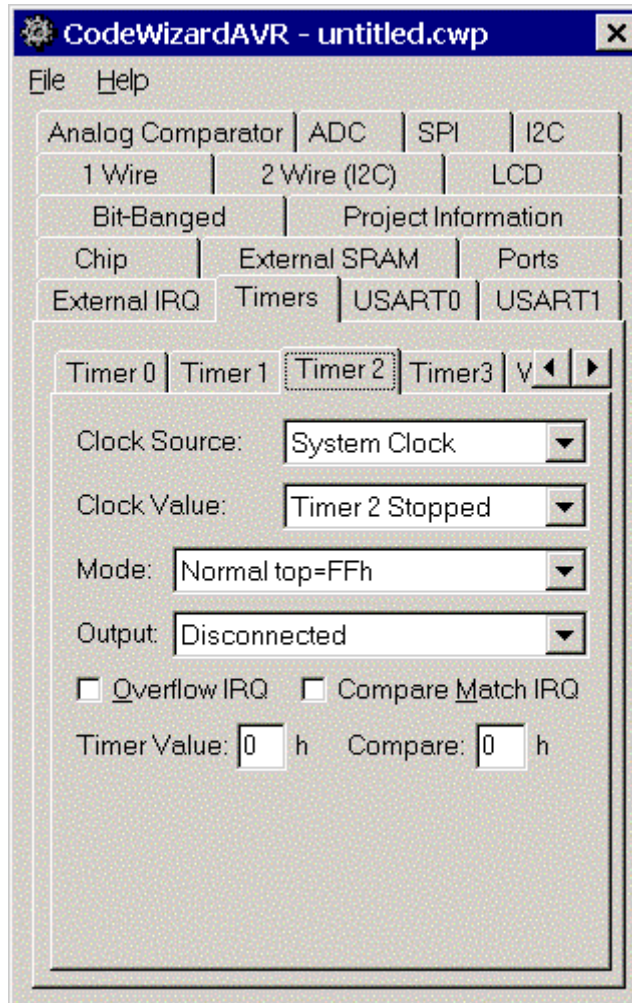 CodeWizardAVR - untitled.cwp
File Help
Analog Comparator ADC SPI I2C
1 Wire 2 Wire (I2C) LCD
Bit-Banged Project Information
Chip External SRAM Ports
External IRQ Timers USART0 USART1
Timer 0 Timer 1 Timer 2 Timer3 V
Clock Source: System Clock
Clock Value: Timer 2 Stopped
Mode: Normal top=FFh
Output: Disconnected
Overflow IRQ Compare Match IRQ
Timer Value: 0 h Compare: 0 h